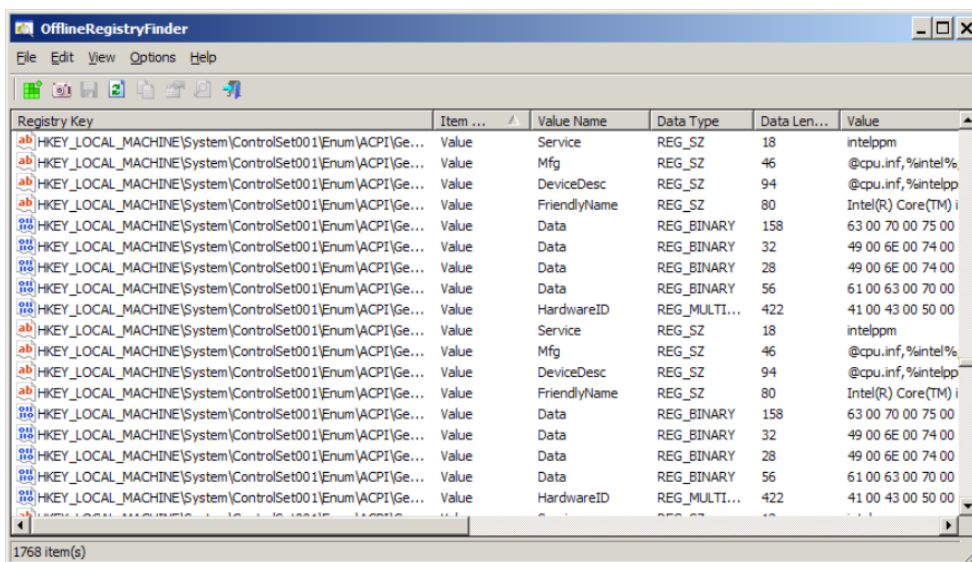 OfflineRegistryFinder
File Edit View Options Help
Registry Key Item ... Value Name Data Type Data Len... Value
HKEY_LOCAL_MACHINE\System\ControlSet001\Enum\ACPI\Ge... Value Service REG_SZ 18 intelppm
HKEY_LOCAL_MACHINE\System\ControlSet001\Enum\ACPI\Ge... Value Mfg REG_SZ 46 @cpu.inf,%intel%
HKEY_LOCAL_MACHINE\System\ControlSet001\Enum\ACPI\Ge... Value DeviceDesc REG_SZ 94 @cpu.inf,%intelpp
HKEY_LOCAL_MACHINE\System\ControlSet001\Enum\ACPI\Ge... Value FriendlyName REG_SZ 80 Intel(R) Core(TM) i
HKEY_LOCAL_MACHINE\System\ControlSet001\Enum\ACPI\Ge... Value Data REG_BINARY 158 63 00 70 00 75 00
HKEY_LOCAL_MACHINE\System\ControlSet001\Enum\ACPI\Ge... Value Data REG_BINARY 32 49 00 6E 00 74 00
HKEY_LOCAL_MACHINE\System\ControlSet001\Enum\ACPI\Ge... Value Data REG_BINARY 28 49 00 6E 00 74 00
HKEY_LOCAL_MACHINE\System\ControlSet001\Enum\ACPI\Ge... Value Data REG_BINARY 56 61 00 63 00 70 00
HKEY_LOCAL_MACHINE\System\ControlSet001\Enum\ACPI\Ge... Value HardwareID REG_MULTI... 422 41 00 43 00 50 00
HKEY_LOCAL_MACHINE\System\ControlSet001\Enum\ACPI\Ge... Value Service REG_SZ 18 intelppm
HKEY_LOCAL_MACHINE\System\ControlSet001\Enum\ACPI\Ge... Value Mfg REG_SZ 46 @cpu.inf,%intel%
HKEY_LOCAL_MACHINE\System\ControlSet001\Enum\ACPI\Ge... Value DeviceDesc REG_SZ 94 @cpu.inf,%intelpp
HKEY_LOCAL_MACHINE\System\ControlSet001\Enum\ACPI\Ge... Value FriendlyName REG_SZ 80 Intel(R) Core(TM) i
HKEY_LOCAL_MACHINE\System\ControlSet001\Enum\ACPI\Ge... Value Data REG_BINARY 158 63 00 70 00 75 00
HKEY_LOCAL_MACHINE\System\ControlSet001\Enum\ACPI\Ge... Value Data REG_BINARY 32 49 00 6E 00 74 00
HKEY_LOCAL_MACHINE\System\ControlSet001\Enum\ACPI\Ge... Value Data REG_BINARY 28 49 00 6E 00 74 00
HKEY_LOCAL_MACHINE\System\ControlSet001\Enum\ACPI\Ge... Value Data REG_BINARY 56 61 00 63 00 70 00
HKEY_LOCAL_MACHINE\System\ControlSet001\Enum\ACPI\Ge... Value HardwareID REG_MULTI... 422 41 00 43 00 50 00
1768 item(s)